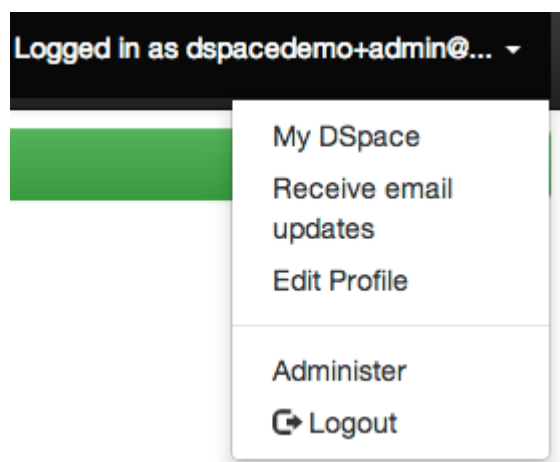 Logged in as dspacedemo+admin@...
My DSpace
Receive email
updates
Edit Profile
Administer
Logout